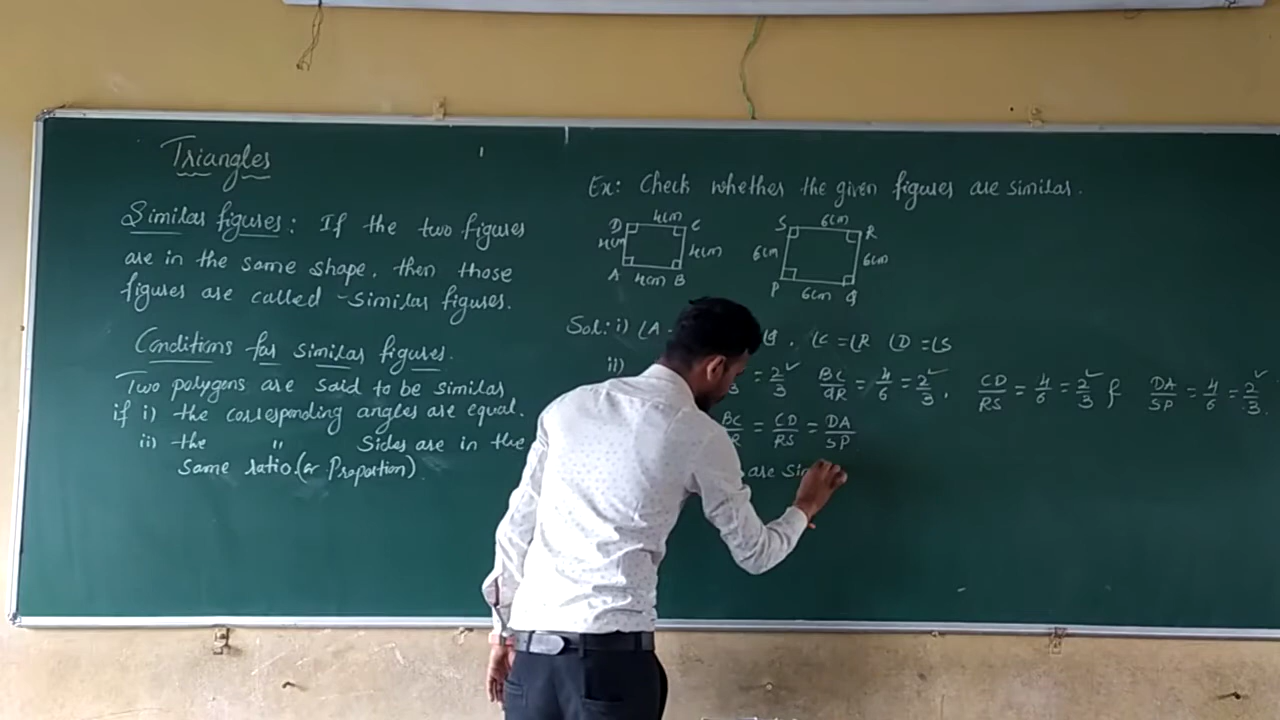 Triangles
Similar figures: If the two figures
are in the same shape, then those
figures are called Similar figures.
Conditions for similar figures.
Two polygons are said to be similar
if i) the corresponding angles are equal.
ii) the " Sides are in the
Same ratio.(or Proportion).
Ex: Check whether the given figures are similar.
D 4cm C
4cm 4cm
A 4cm B
S 6cm R
6cm 6cm
P 6cm Q
Sol: i) ∠A , ∠C = ∠R ∠D = ∠S
ii) = 2/3 ✓ BC/QR = 4/6 = 2/3 ✓, CD/RS = 4/6 = 2/3 ✓ & DA/SP = 4/6 = 2/3 ✓.
BC = CD/RS = DA/SP
are